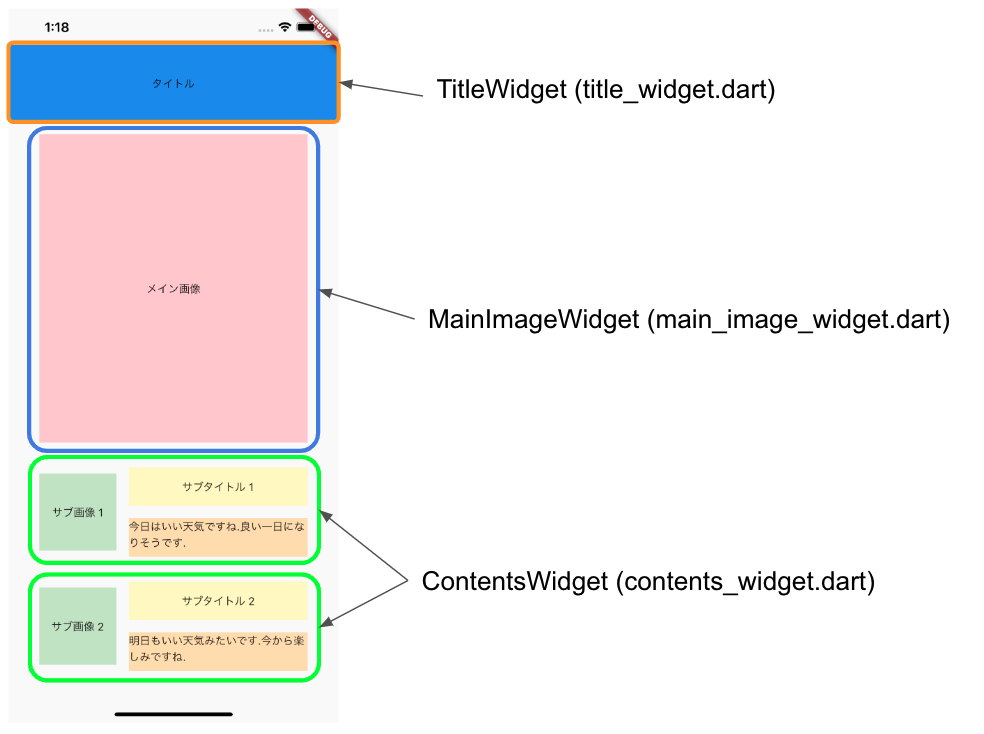 1:18
DEBUG
タイトル
TitleWidget (title_widget.dart)
メイン画像
MainImageWidget (main_image_widget.dart)
サブ画像 1
サブタイトル 1
今日はいい天気ですね.良い一日にな
りそうです.
サブ画像 2
サブタイトル 2
明日もいい天気みたいです.今から楽
しみですね.
ContentsWidget (contents_widget.dart)